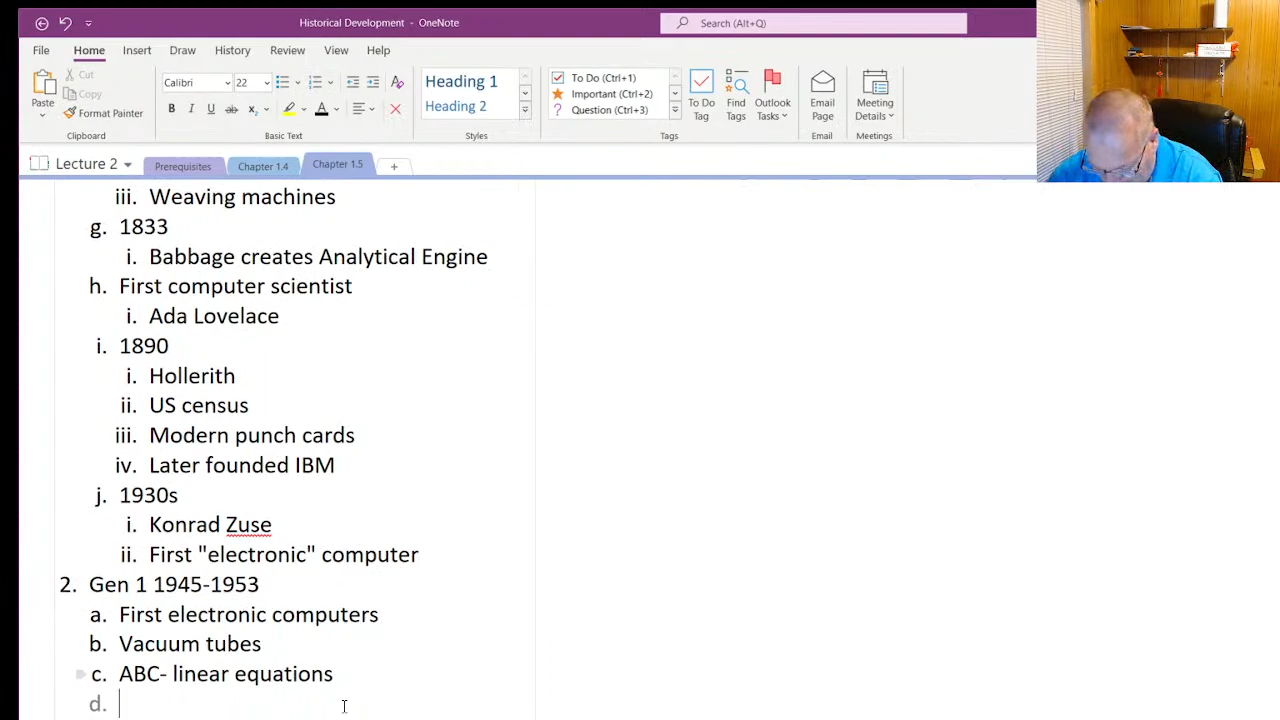 Historical Development - OneNote
Search (Alt+Q)
File Home Insert Draw History Review View Help
Paste
Cut
Copy
Format Painter
Clipboard
Calibri 22
B I U ab x₂ A
Basic Text
Heading 1
Heading 2
Styles
To Do (Ctrl+1)
Important (Ctrl+2)
? Question (Ctrl+3)
To Do Tag
Find Tags
Outlook Tasks
Tags
Email Page
Email
Meeting Details
Meetings
Lecture 2 Prerequisites Chapter 1.4 Chapter 1.5 +
iii. Weaving machines
g. 1833
i. Babbage creates Analytical Engine
h. First computer scientist
i. Ada Lovelace
i. 1890
i. Hollerith
ii. US census
iii. Modern punch cards
iv. Later founded IBM
j. 1930s
i. Konrad Zuse
ii. First "electronic" computer
2. Gen 1 1945-1953
a. First electronic computers
b. Vacuum tubes
c. ABC- linear equations
d.